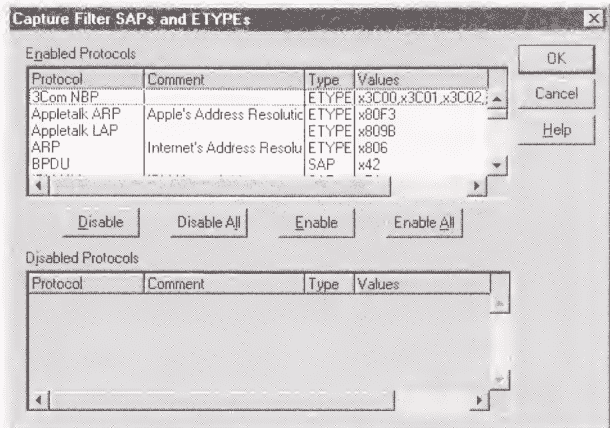 Capture Filter SAPs and ETYPEs
Enabled Protocols
Protocol Comment Type Values
3Com NBP ETYPE x3C00,x3C01,x3C02,
Appletalk ARP Apple's Address Resolutic ETYPE x80F3
Appletalk LAP ETYPE x809B
ARP Internet's Address Resolu ETYPE x806
BPDU SAP x42
OK
Cancel
Help
Disable Disable All Enable Enable All
Disabled Protocols
Protocol Comment Type Values